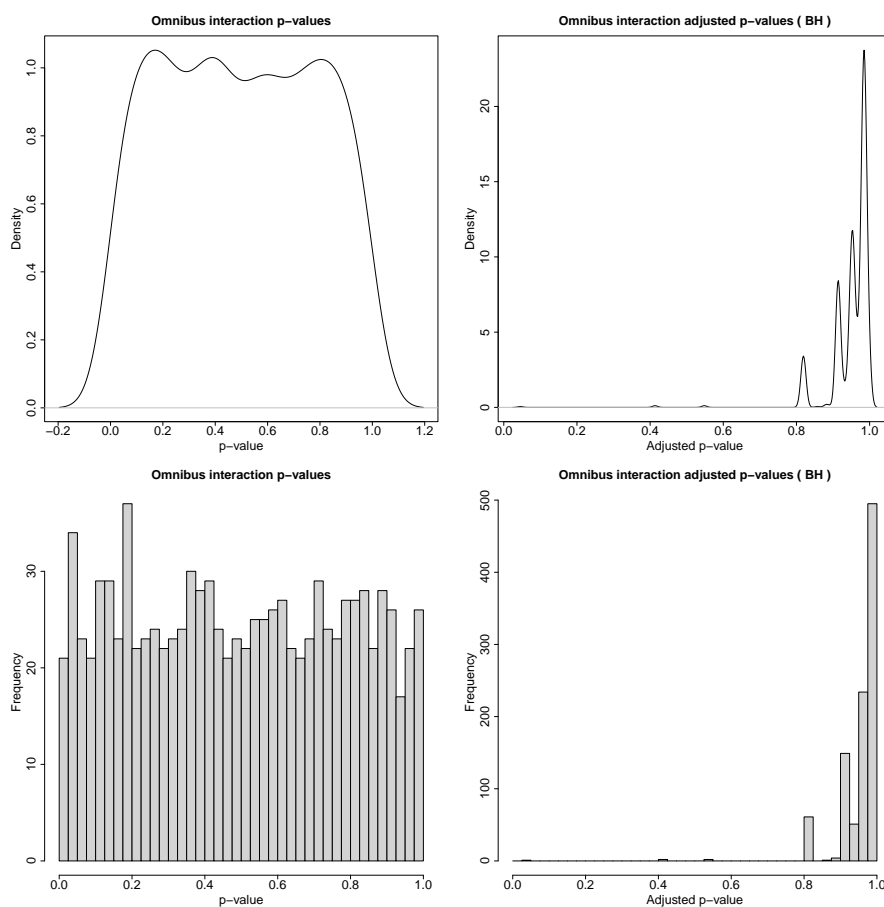 Omnibus interaction p−values
Density
0.0
0.2
0.4
0.6
0.8
1.0
−0.2 0.0 0.2 0.4 0.6 0.8 1.0 1.2
p−value
Omnibus interaction adjusted p−values ( BH )
Density
0
5
10
15
20
0.0 0.2 0.4 0.6 0.8 1.0
Adjusted p−value
Omnibus interaction p−values
Frequency
0
10
20
30
0.0 0.2 0.4 0.6 0.8 1.0
p−value
Omnibus interaction adjusted p−values ( BH )
Frequency
0
100
200
300
400
500
0.0 0.2 0.4 0.6 0.8 1.0
Adjusted p−value